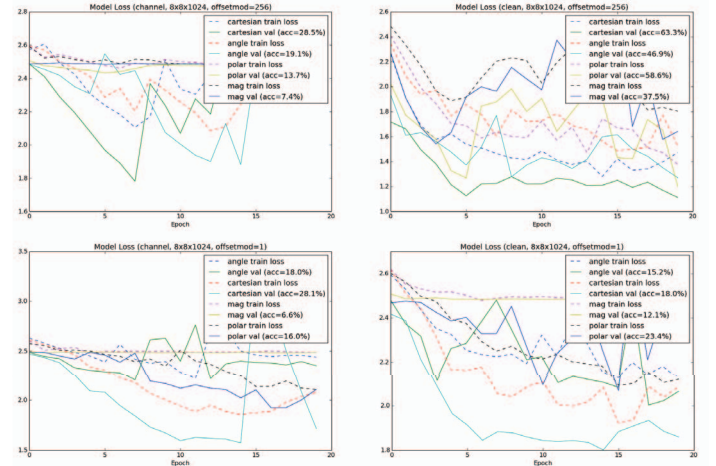 Model Loss (channel, 8x8x1024, offsetmod=256)
2.8
2.6
2.4
2.2
2.0
1.8
1.6
0
5
10
15
20
Epoch
cartesian train loss
cartesian val (acc=28.5%)
angle train loss
angle val (acc=19.1%)
polar train loss
polar val (acc=13.7%)
mag train loss
mag val (acc=7.4%)
Model Loss (clean, 8x8x1024, offsetmod=256)
2.6
2.4
2.2
2.0
1.8
1.6
1.4
1.2
1.0
0
5
10
15
20
Epoch
cartesian train loss
cartesian val (acc=63.3%)
angle train loss
angle val (acc=46.9%)
polar train loss
polar val (acc=58.6%)
mag train loss
mag val (acc=37.5%)
Model Loss (channel, 8x8x1024, offsetmod=1)
3.5
3.0
2.5
2.0
1.5
0
5
10
15
20
Epoch
angle train loss
angle val (acc=18.0%)
cartesian train loss
cartesian val (acc=28.1%)
mag train loss
mag val (acc=6.6%)
polar train loss
polar val (acc=16.0%)
Model Loss (clean, 8x8x1024, offsetmod=1)
2.6
2.4
2.2
2.0
1.8
0
5
10
15
20
Epoch
angle train loss
angle val (acc=15.2%)
cartesian train loss
cartesian val (acc=18.0%)
mag train loss
mag val (acc=12.1%)
polar train loss
polar val (acc=23.4%)